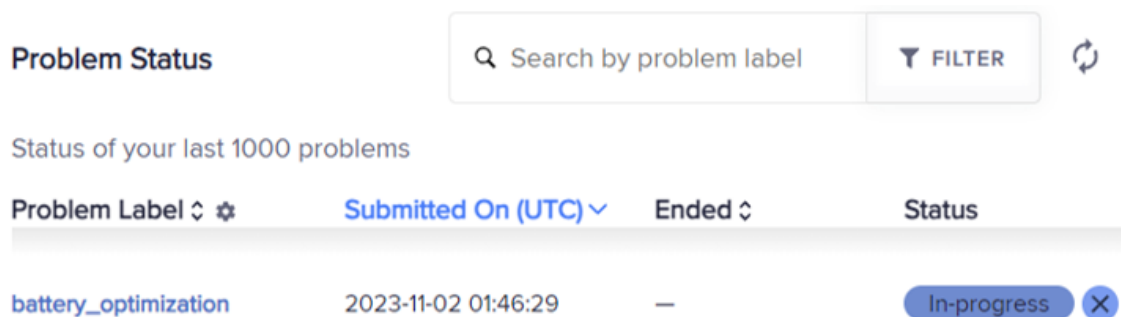 Problem Status
Search by problem label
FILTER
Status of your last 1000 problems
Problem Label Submitted On (UTC) Ended Status
battery_optimization 2023-11-02 01:46:29 — In-progress